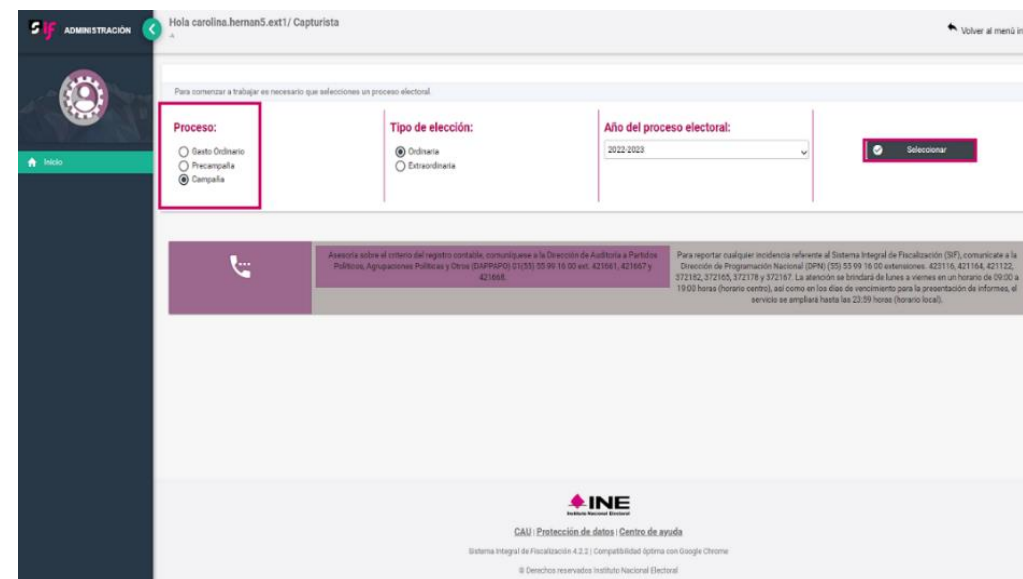 Sif ADMINISTRACIÓN
Hola carolina.hernan5.ext1/ Capturista
Volver al menú
Para comenzar a trabajar es necesario que selecciones un proceso electoral.
Proceso:
Gasto Ordinario
Precampaña
Campaña
Tipo de elección:
Ordinaria
Extraordinaria
Año del proceso electoral:
2022-2023
Seleccionar
Inicio
Asesoría sobre el criterio del registro contable, comuníquese a la Dirección de Auditoría a Partidos
Políticos, Agrupaciones Políticas y Otros (DAPPAPO) 01(55) 55 99 16 00 ext. 421661, 421667 y
421668.
Para reportar cualquier incidencia referente al Sistema Integral de Fiscalización (SIF), comunícate a la
Dirección de Programación Nacional (DPN) (55) 55 99 16 00 extensiones. 423116, 421164, 421122,
372182, 372165, 372178 y 372167. La atención se brindará de lunes a viernes en un horario de 09:00 a
19:00 horas (horario centro), así como en los días de vencimiento para la presentación de informes, el
servicio se ampliará hasta las 23:59 horas (horario local).
INE
Instituto Nacional Electoral
CAU | Protección de datos | Centro de ayuda
Sistema Integral de Fiscalización 4.2.2 | Compatibilidad óptima con Google Chrome
© Derechos reservados Instituto Nacional Electoral